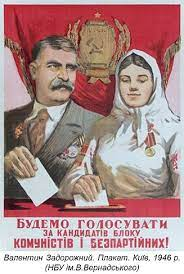 БУДЕМО ГОЛОСУВАТИ
ЗА КАНДИДАТІВ БЛОКУ
КОМУНІСТІВ І БЕЗПАРТІЙНИХ!
Валентин Задорожний. Плакат. Київ, 1946 р.
(НБУ ім.В.Вернадського)